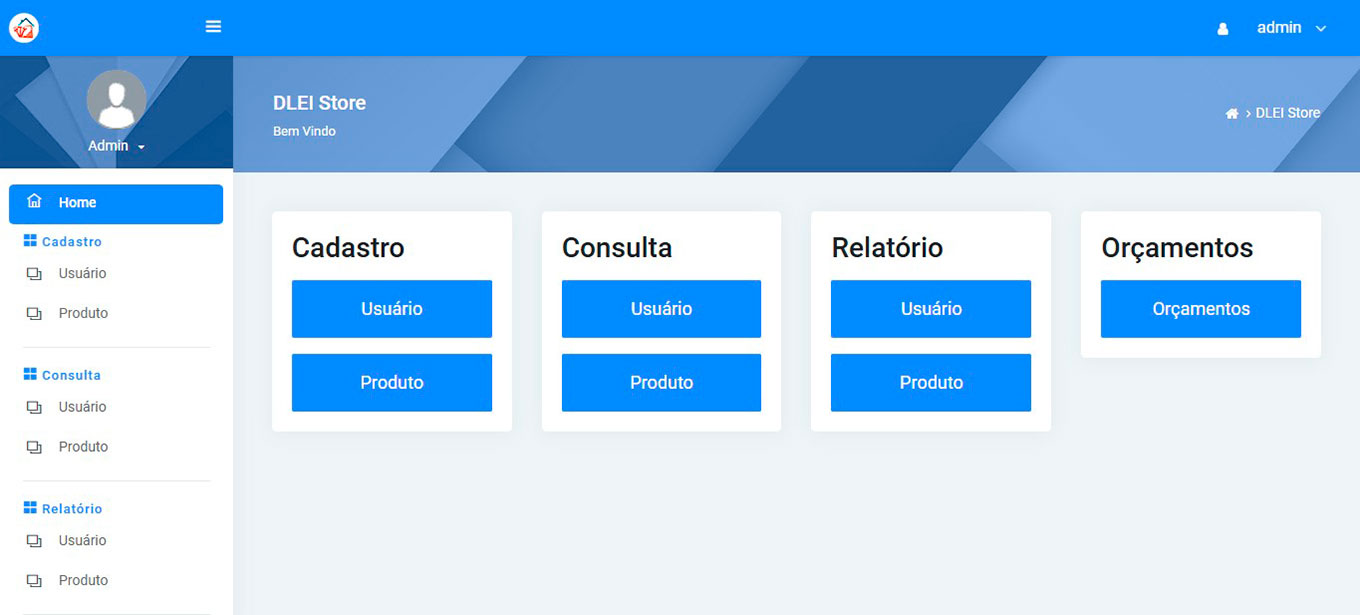 admin
Admin
DLEI Store
Bem Vindo
> DLEI Store
Home
Cadastro
Usuário
Produto
Consulta
Usuário
Produto
Relatório
Usuário
Produto
Cadastro
Usuário
Produto
Consulta
Usuário
Produto
Relatório
Usuário
Produto
Orçamentos
Orçamentos